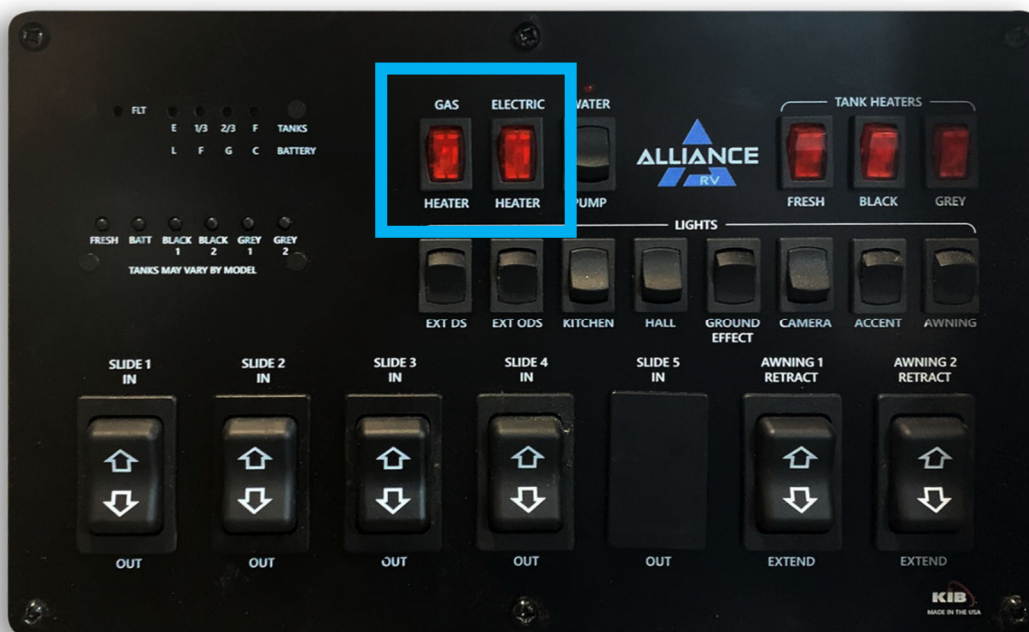 GAS ELECTRIC WATER
TANK HEATERS
FLT
E 1/3 2/3 F TANKS
L F G C BATTERY
ALLIANCE
RV
HEATER HEATER PUMP
FRESH BLACK GREY
LIGHTS
FRESH BATT BLACK 1 BLACK 2 GREY 1 GREY 2
TANKS MAY VARY BY MODEL
EXT DS EXT ODS KITCHEN HALL GROUND EFFECT CAMERA ACCENT AWNING
SLIDE 1 IN SLIDE 2 IN SLIDE 3 IN SLIDE 4 IN SLIDE 5 IN AWNING 1 RETRACT AWNING 2 RETRACT
OUT OUT OUT OUT OUT EXTEND EXTEND
KIB
MADE IN THE USA